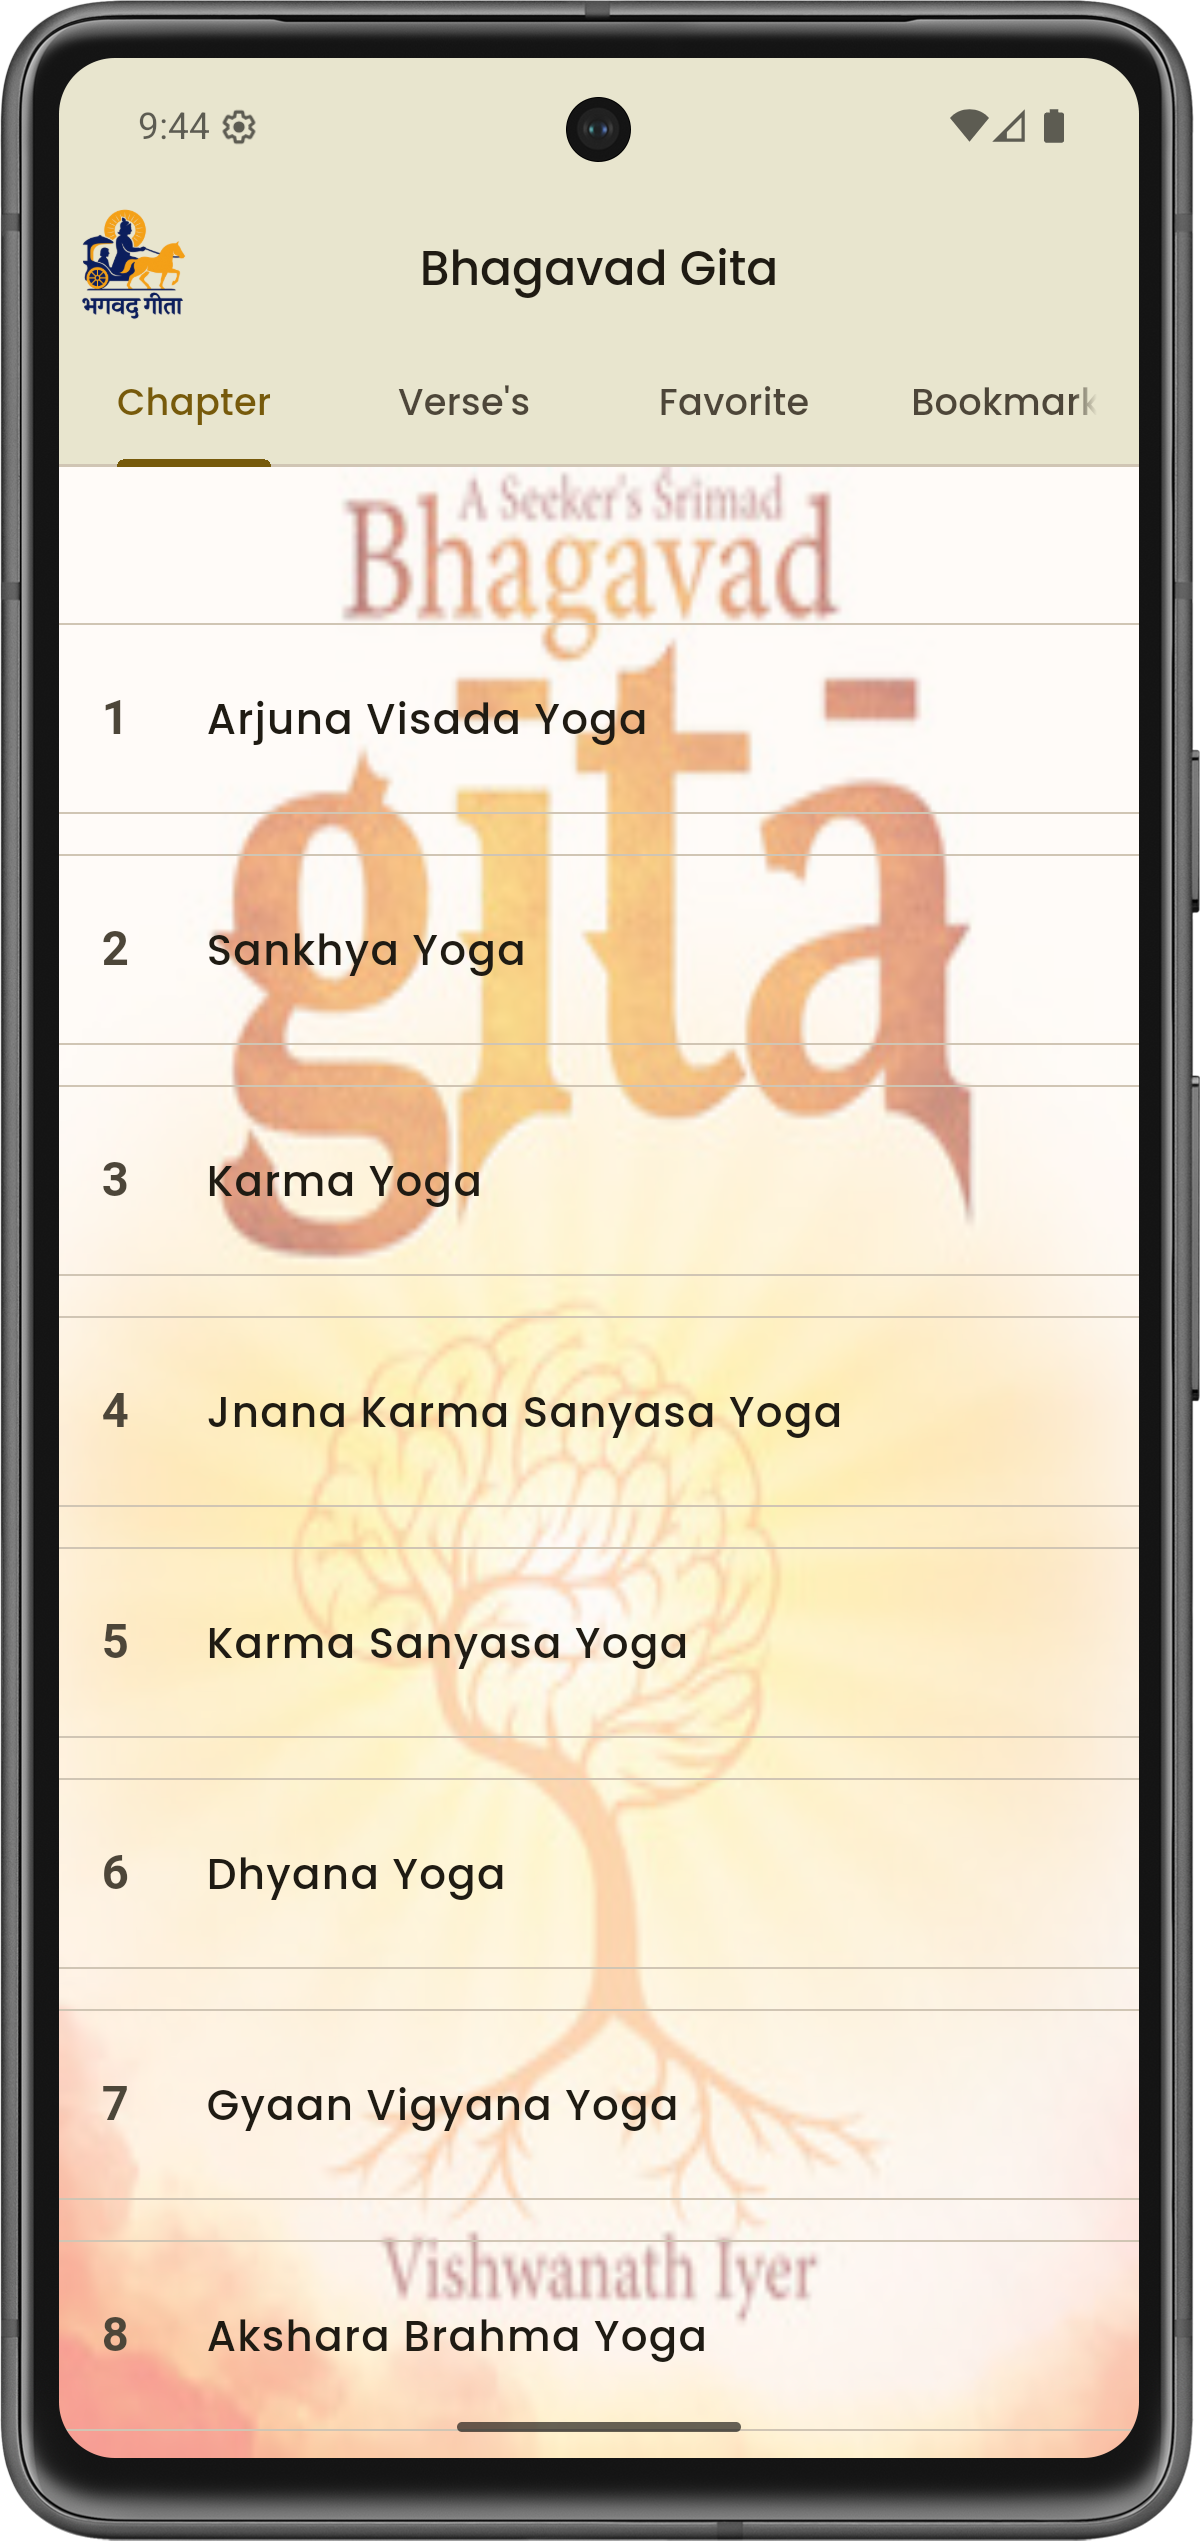 9:44
भगवद गीता
Bhagavad Gita
Chapter Verse's Favorite Bookmark
A Seeker's Śrimad
Bhagavad
gītā
1 Arjuna Visada Yoga
2 Sankhya Yoga
3 Karma Yoga
4 Jnana Karma Sanyasa Yoga
5 Karma Sanyasa Yoga
6 Dhyana Yoga
7 Gyaan Vigyana Yoga
Vishwanath Iyer
8 Akshara Brahma Yoga